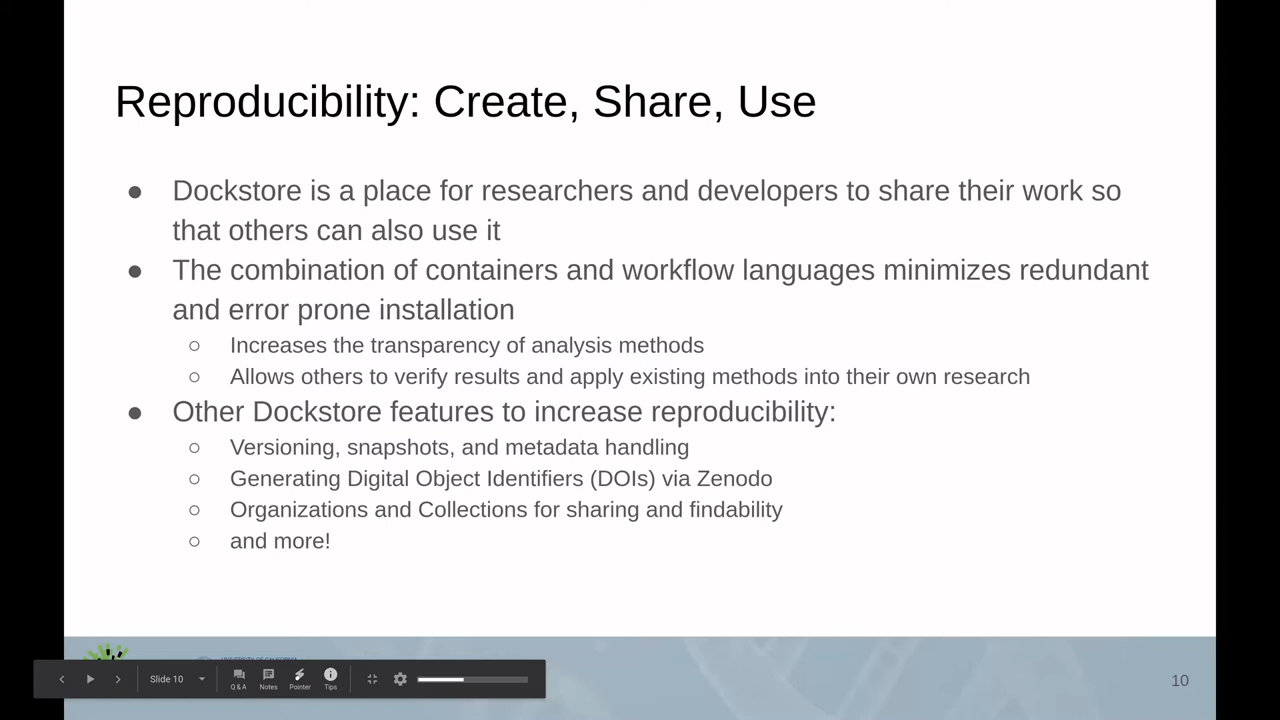 Reproducibility: Create, Share, Use
● Dockstore is a place for researchers and developers to share their work so
that others can also use it
● The combination of containers and workflow languages minimizes redundant
and error prone installation
○ Increases the transparency of analysis methods
○ Allows others to verify results and apply existing methods into their own research
● Other Dockstore features to increase reproducibility:
○ Versioning, snapshots, and metadata handling
○ Generating Digital Object Identifiers (DOIs) via Zenodo
○ Organizations and Collections for sharing and findability
○ and more!
UNIVERSITY OF CALIFORNIA
Slide 10
Q & A
Notes
Pointer
Tips
10